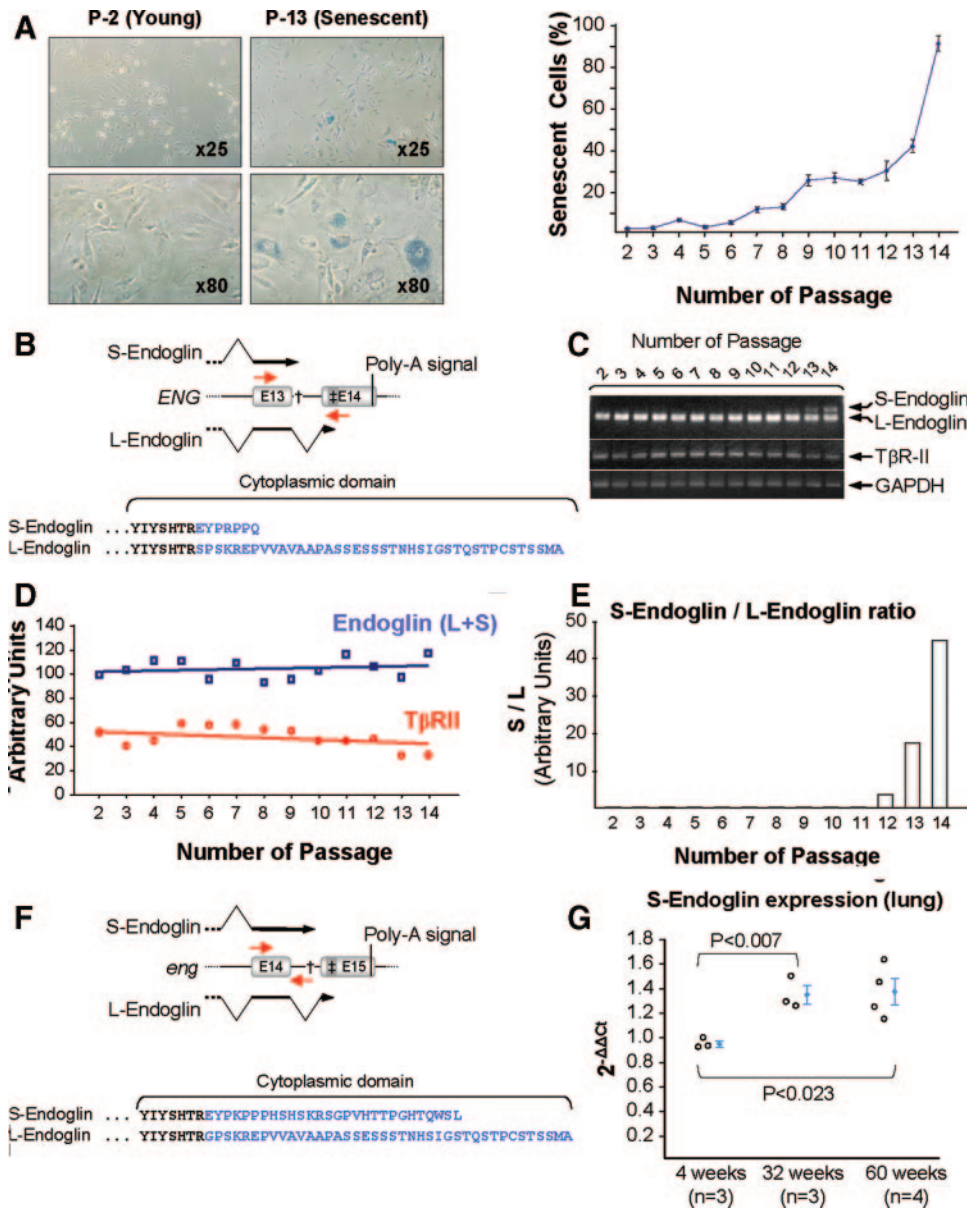 A
P-2 (Young)
P-13 (Senescent)
x25
x25
x80
x80
Senescent Cells (%)
100
80
60
40
20
2 3 4 5 6 7 8 9 10 11 12 13 14
Number of Passage
B
S-Endoglin
Poly-A signal
ENG
E13
†
‡E14
L-Endoglin
Cytoplasmic domain
S-Endoglin ...YIYSHTREYPRPPQ
L-Endoglin ...YIYSHTRSPSKREPVVAVAAPASSESSSTNHSIGSTQSTPCSTSSMA
C
Number of Passage
2 3 4 5 6 7 8 9 10 11 12 13 14
S-Endoglin
L-Endoglin
TβR-II
GAPDH
D
Endoglin (L+S)
TβRII
Arbitrary Units
140
120
100
80
60
40
20
0
2 3 4 5 6 7 8 9 10 11 12 13 14
Number of Passage
E
S-Endoglin / L-Endoglin ratio
S / L
(Arbitrary Units)
50
40
30
20
10
2 3 4 5 6 7 8 9 10 11 12 13 14
Number of Passage
F
S-Endoglin
Poly-A signal
eng
E14
†
‡ E15
L-Endoglin
Cytoplasmic domain
S-Endoglin ... YIYSHTREYPKPPPHSHSKRSGPVHTTPGHTQWSL
L-Endoglin ... YIYSHTRGPSKREPVVAVAAPASSESSSTNHSIGSTQSTPCSTSSMA
G
S-Endoglin expression (lung)
2-ΔΔCt
1.8
1.6
1.4
1.2
1.0
0.8
0.6
0.4
0.2
P<0.007
P<0.023
4 weeks
(n=3)
32 weeks
(n=3)
60 weeks
(n=4)